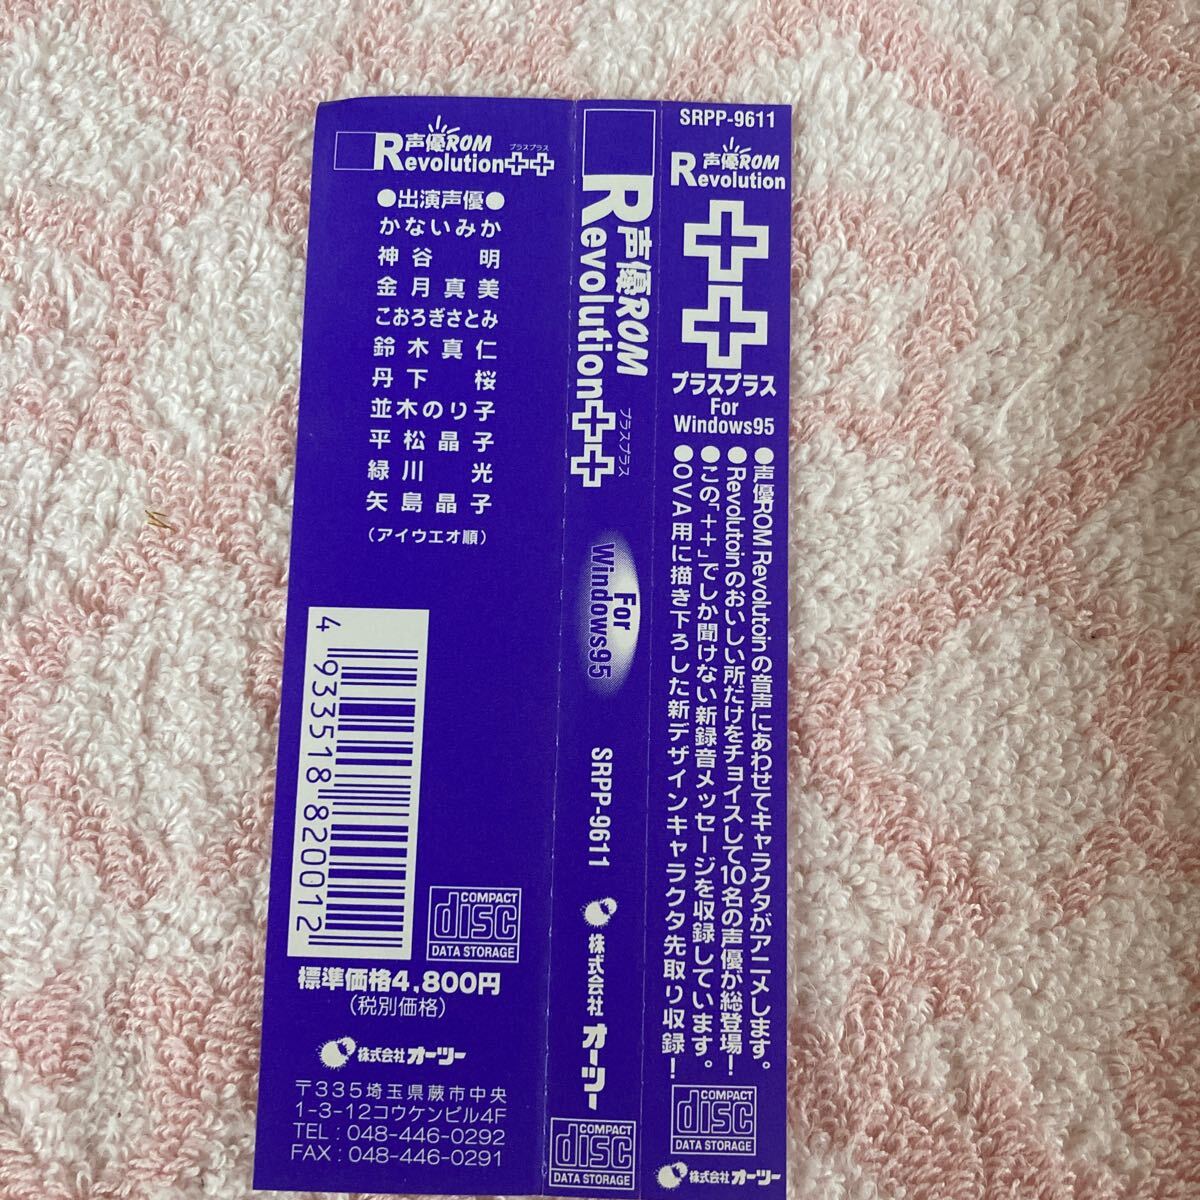 声優ROM
Revolution++
プラスプラス
●出演声優●
かないみか
神谷　明
金月真美
こおろぎさとみ
鈴木真仁
丹下　桜
並木のり子
平松晶子
緑川　光
矢島晶子
(アイウエオ順)
4 933518 820012
COMPACT
disc
DATA STORAGE
標準価格4,800円
(税別価格)
株式会社オーツー
〒335埼玉県蕨市中央
1-3-12コウケンビル4F
TEL:048-446-0292
FAX:048-446-0291
声優ROM
Revolution++
プラスプラス
For
Windows95
SRPP-9611
株式会社オーツー
COMPACT
disc
DATA STORAGE
SRPP-9611
声優ROM
Revolution
++
プラスプラス
For
Windows95
●声優ROM Revolutoinの音声にあわせてキャラクタがアニメします。
●Revolutoinのおいしい所だけをチョイスして10名の声優が総登場!
●この「++」でしか聞けない新録音メッセージを収録しています。
●OVA用に描き下ろした新デザインキャラクタ先取り収録!
COMPACT
disc
DATA STORAGE
株式会社オーツー